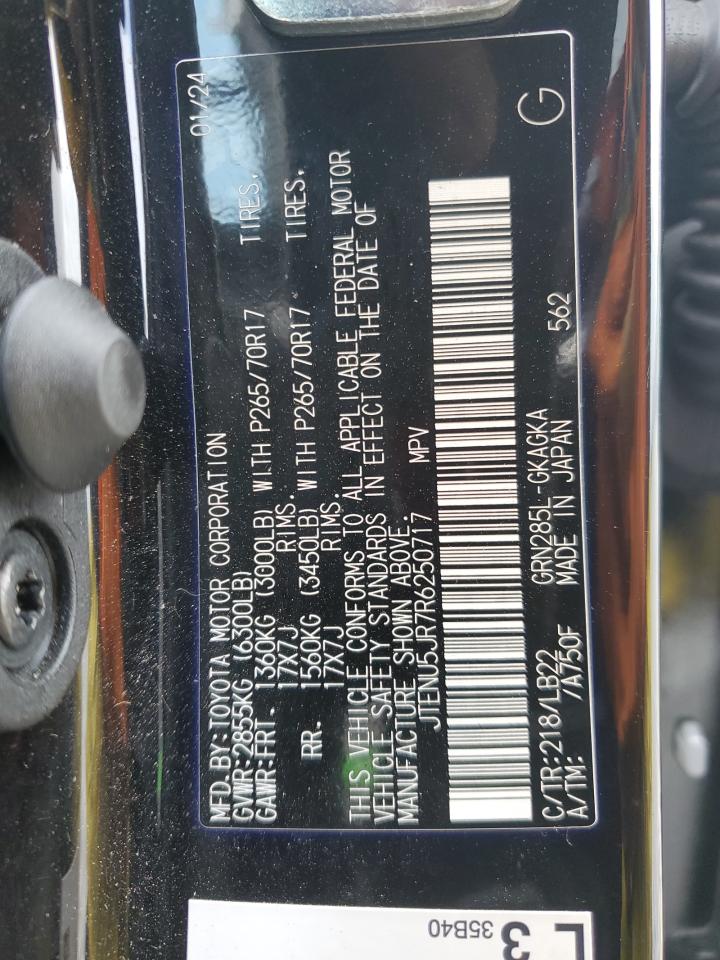 01/24
MFD.BY:TOYOTA MOTOR CORPORATION
GVWR:2855KG (6300LB)
GAWR:FRT. 1360KG (3000LB) WITH P265/70R17 TIRES.
17X7J RIMS.
RR. 1560KG (3450LB) WITH P265/70R17 TIRES.
17X7J RIMS.
THIS VEHICLE CONFORMS TO ALL APPLICABLE FEDERAL MOTOR
VEHICLE SAFETY STANDARDS IN EFFECT ON THE DATE OF
MANUFACTURE SHOWN ABOVE.
JTENU5JR7R6250717 MPV
C/TR:218/LB22 GRN285L-GKAGKA 562
A/TM: /A750F MADE IN JAPAN
G
35B40